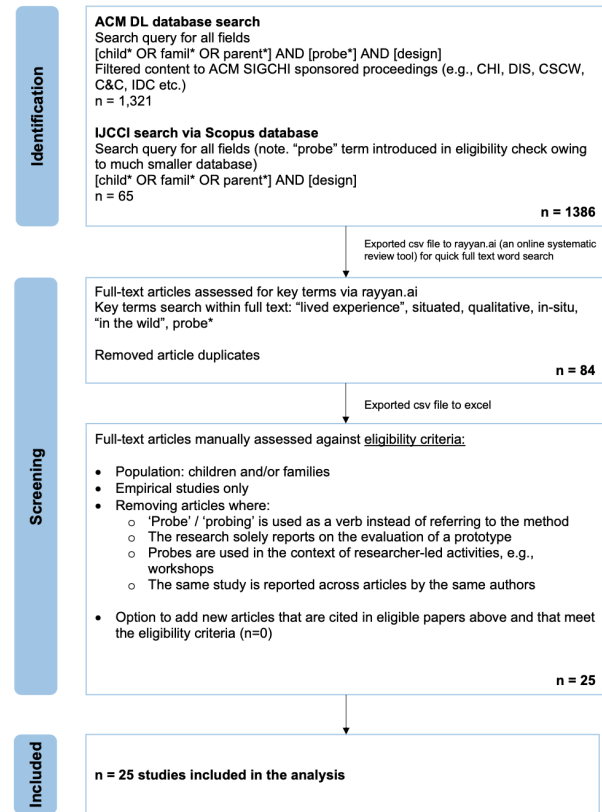 Identification
ACM DL database search
Search query for all fields
[child* OR famil* OR parent*] AND [probe*] AND [design]
Filtered content to ACM SIGCHI sponsored proceedings (e.g., CHI, DIS, CSCW,
C&C, IDC etc.)
n = 1,321
IJCCI search via Scopus database
Search query for all fields (note. “probe” term introduced in eligibility check owing
to much smaller database)
[child* OR famil* OR parent*] AND [design]
n = 65
n = 1386
Exported csv file to rayyan.ai (an online systematic
review tool) for quick full text word search
Screening
Full-text articles assessed for key terms via rayyan.ai
Key terms search within full text: “lived experience”, situated, qualitative, in-situ,
“in the wild”, probe*
Removed article duplicates
n = 84
Exported csv file to excel
Full-text articles manually assessed against eligibility criteria:
• Population: children and/or families
• Empirical studies only
• Removing articles where:
o ‘Probe’ / ‘probing’ is used as a verb instead of referring to the method
o The research solely reports on the evaluation of a prototype
o Probes are used in the context of researcher-led activities, e.g.,
workshops
o The same study is reported across articles by the same authors
• Option to add new articles that are cited in eligible papers above and that meet
the eligibility criteria (n=0)
n = 25
Included
n = 25 studies included in the analysis